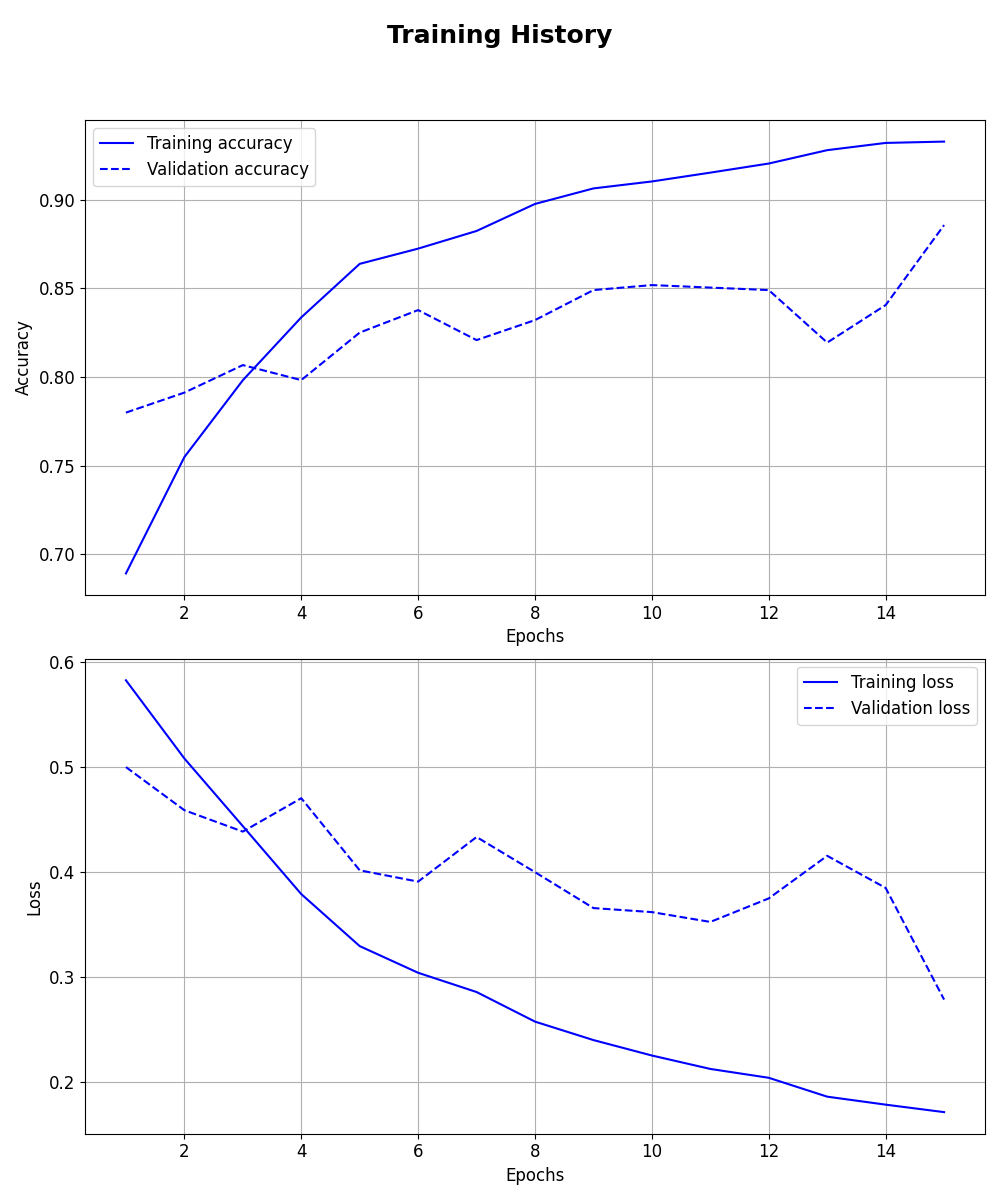 Training History
Training accuracy
Validation accuracy
0.90
0.85
0.80
0.75
0.70
Accuracy
2 4 6 8 10 12 14
Epochs
Training loss
Validation loss
0.6
0.5
0.4
0.3
0.2
Loss
2 4 6 8 10 12 14
Epochs